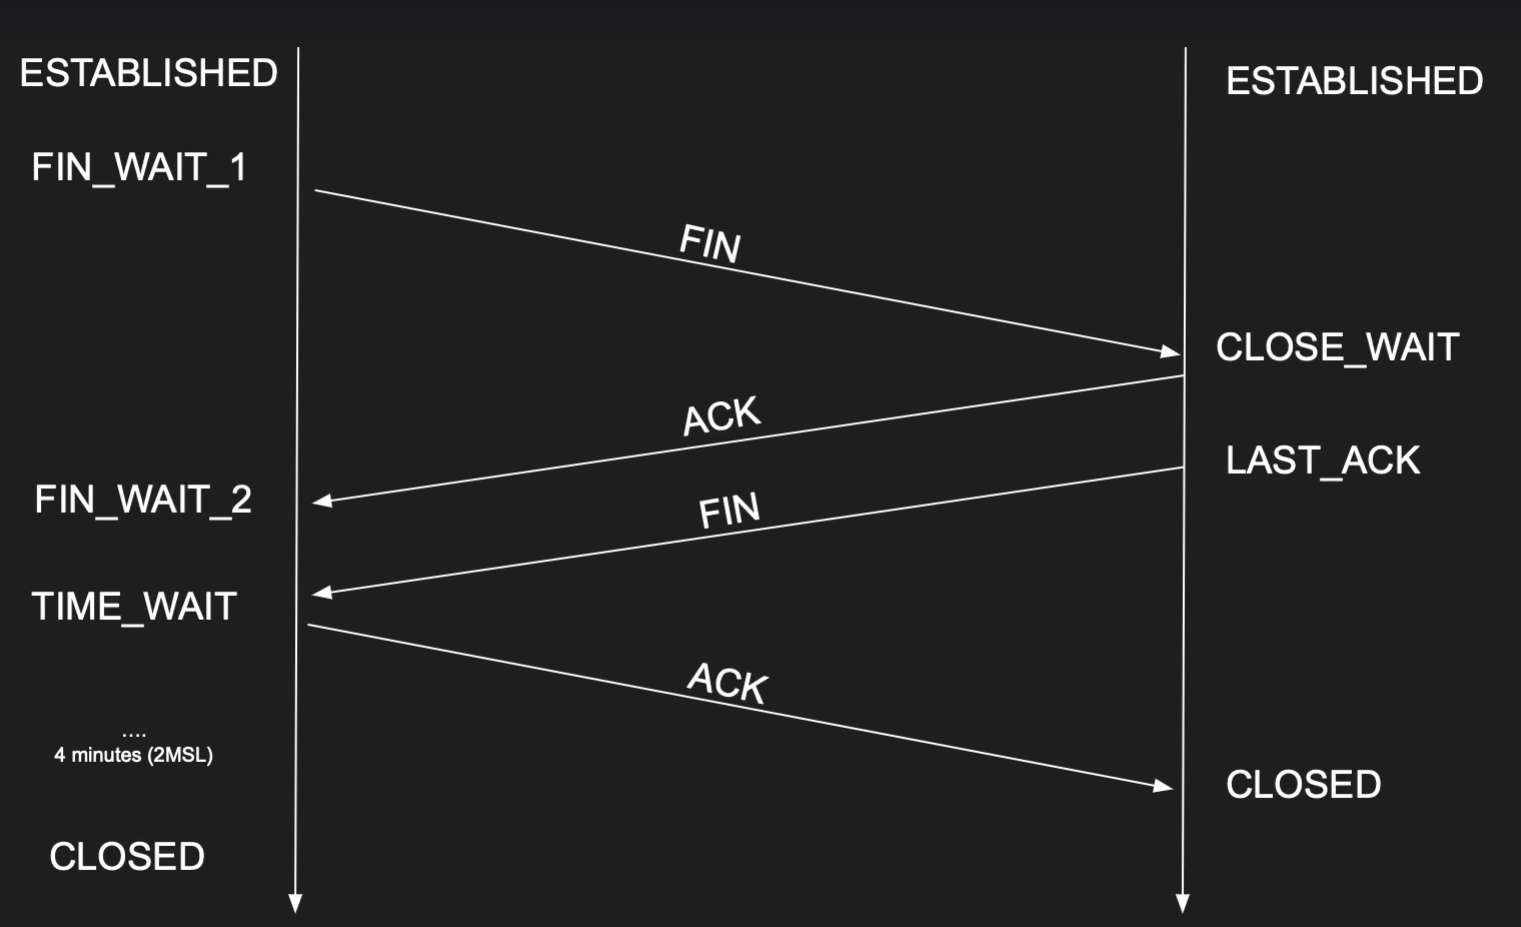 ESTABLISHED
ESTABLISHED
FIN_WAIT_1
FIN
CLOSE_WAIT
ACK
LAST_ACK
FIN_WAIT_2
FIN
TIME_WAIT
ACK
....
4 minutes (2MSL)
CLOSED
CLOSED